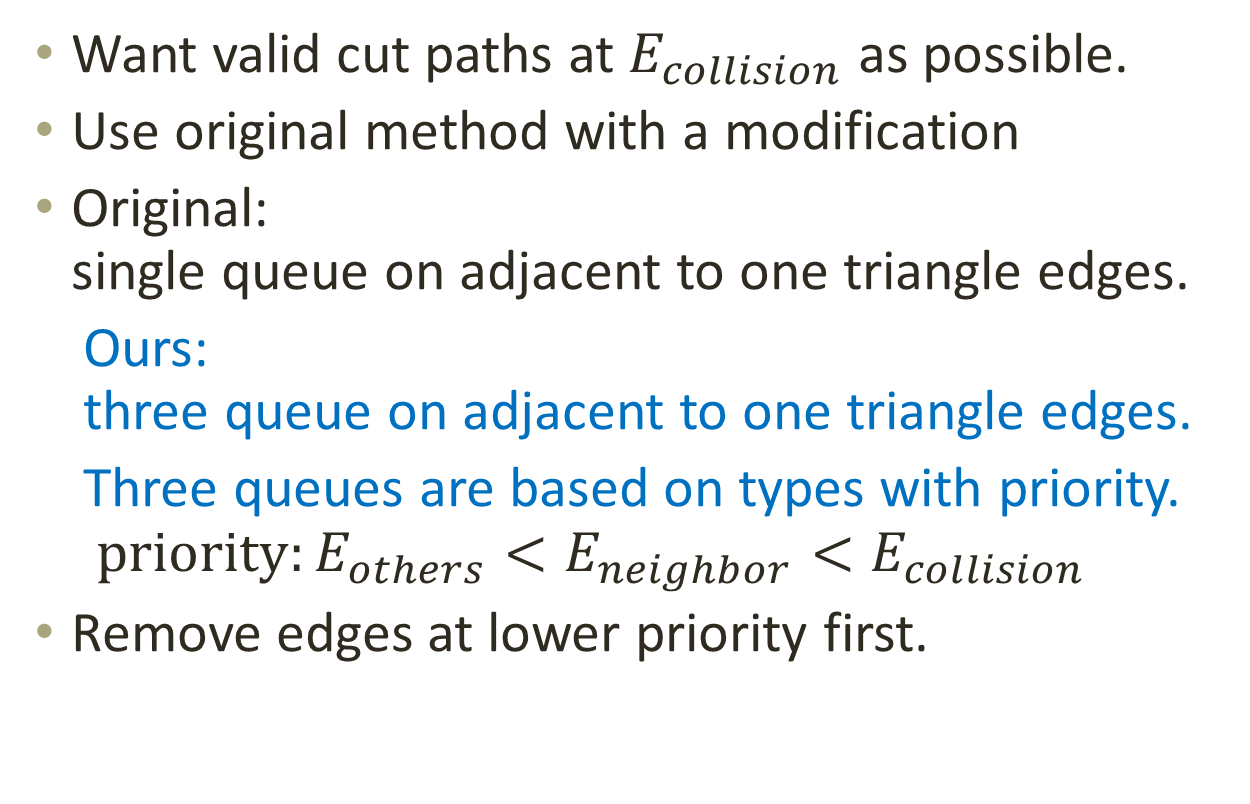 • Want valid cut paths at E_collision as possible.
• Use original method with a modification
• Original:
single queue on adjacent to one triangle edges.
Ours:
three queue on adjacent to one triangle edges.
Three queues are based on types with priority.
priority: E_others < E_neighbor < E_collision
• Remove edges at lower priority first.